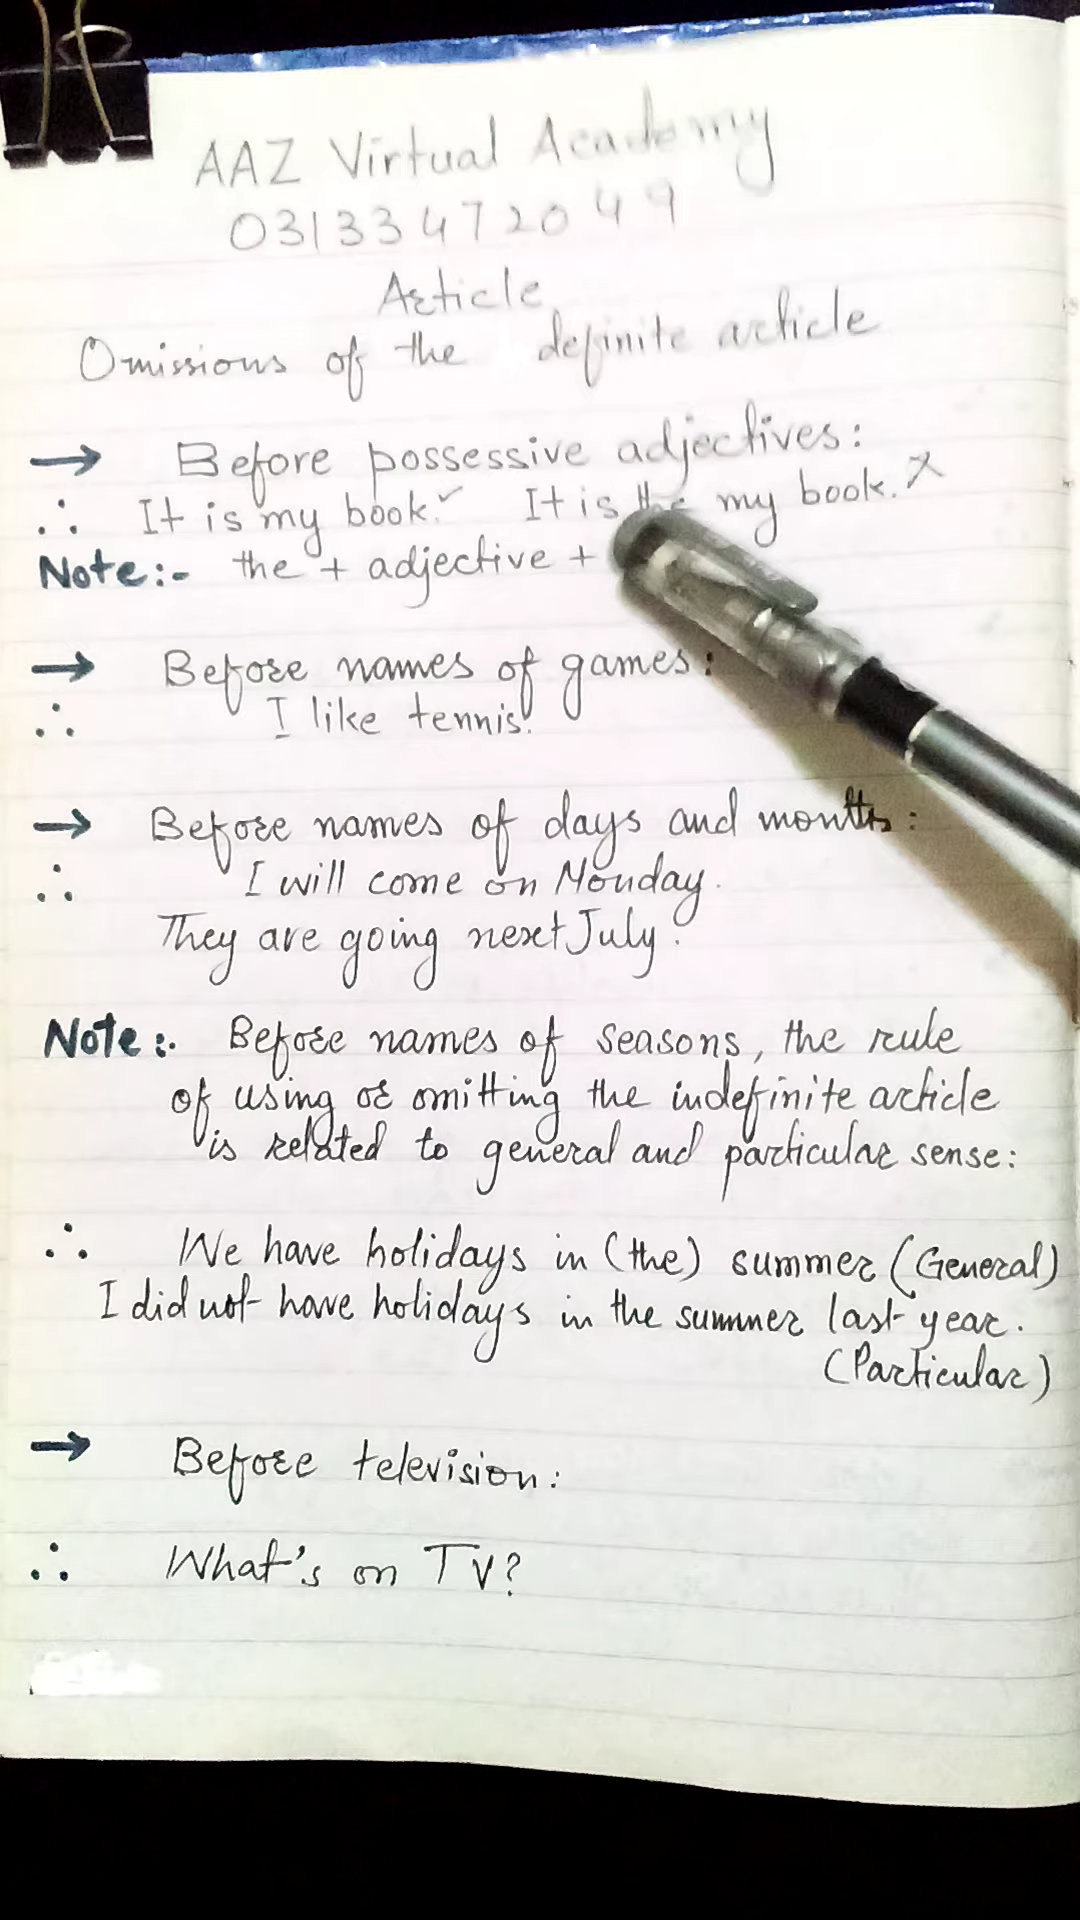 AAZ Virtual Academy
03133472049
Article
Omissions of the definite article
→ Before possessive adjectives:
∴ It is my book.✓ It is the my book.✗
Note:- the + adjective +
→ Before names of games:
∴ I like tennis.
→ Before names of days and months:
∴ I will come on Monday.
They are going next July.
Note:- Before names of seasons, the rule
of using or omitting the indefinite article
is related to general and particular sense:
∴ We have holidays in (the) summer (General)
I did not have holidays in the summer last year.
(Particular)
→ Before television:
∴ What's on TV?